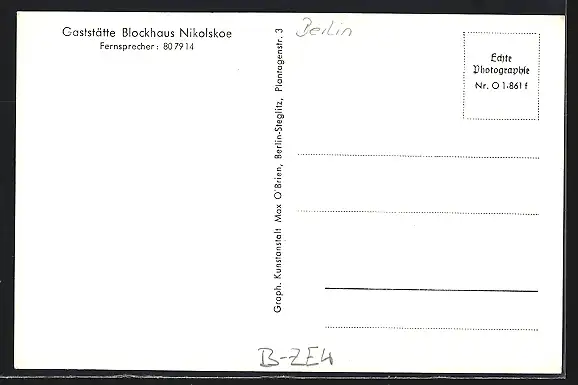 Gaststätte Blockhaus Nikolskoe
Fernsprecher: 807914
Graph. Kunstanstalt Max O'Brien, Berlin-Steglitz, Plantagenstr. 3
Berlin
Echte
Photographie
Nr. O 1·861 f
B-ZE4